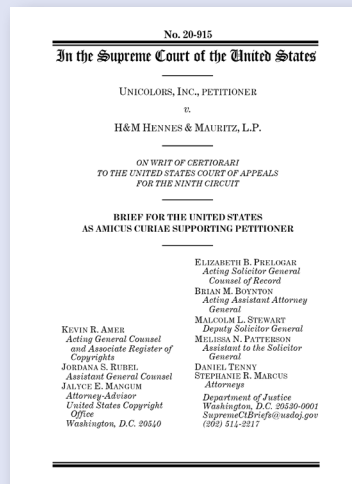 No. 20-915
In the Supreme Court of the United States
UNICOLORS, INC., PETITIONER
v.
H&M HENNES & MAURITZ, L.P.
ON WRIT OF CERTIORARI
TO THE UNITED STATES COURT OF APPEALS
FOR THE NINTH CIRCUIT
BRIEF FOR THE UNITED STATES
AS AMICUS CURIAE SUPPORTING PETITIONER
KEVIN R. AMER
Acting General Counsel
and Associate Register of
Copyrights
JORDANA S. RUBEL
Assistant General Counsel
JALYCE E. MANGUM
Attorney-Advisor
United States Copyright
Office
Washington, D.C. 20540
ELIZABETH B. PRELOGAR
Acting Solicitor General
Counsel of Record
BRIAN M. BOYNTON
Acting Assistant Attorney
General
MALCOLM L. STEWART
Deputy Solicitor General
MELISSA N. PATTERSON
Assistant to the Solicitor
General
DANIEL TENNY
STEPHANIE R. MARCUS
Attorneys
Department of Justice
Washington, D.C. 20530-0001
SupremeCtBriefs@usdoj.gov
(202) 514-2217